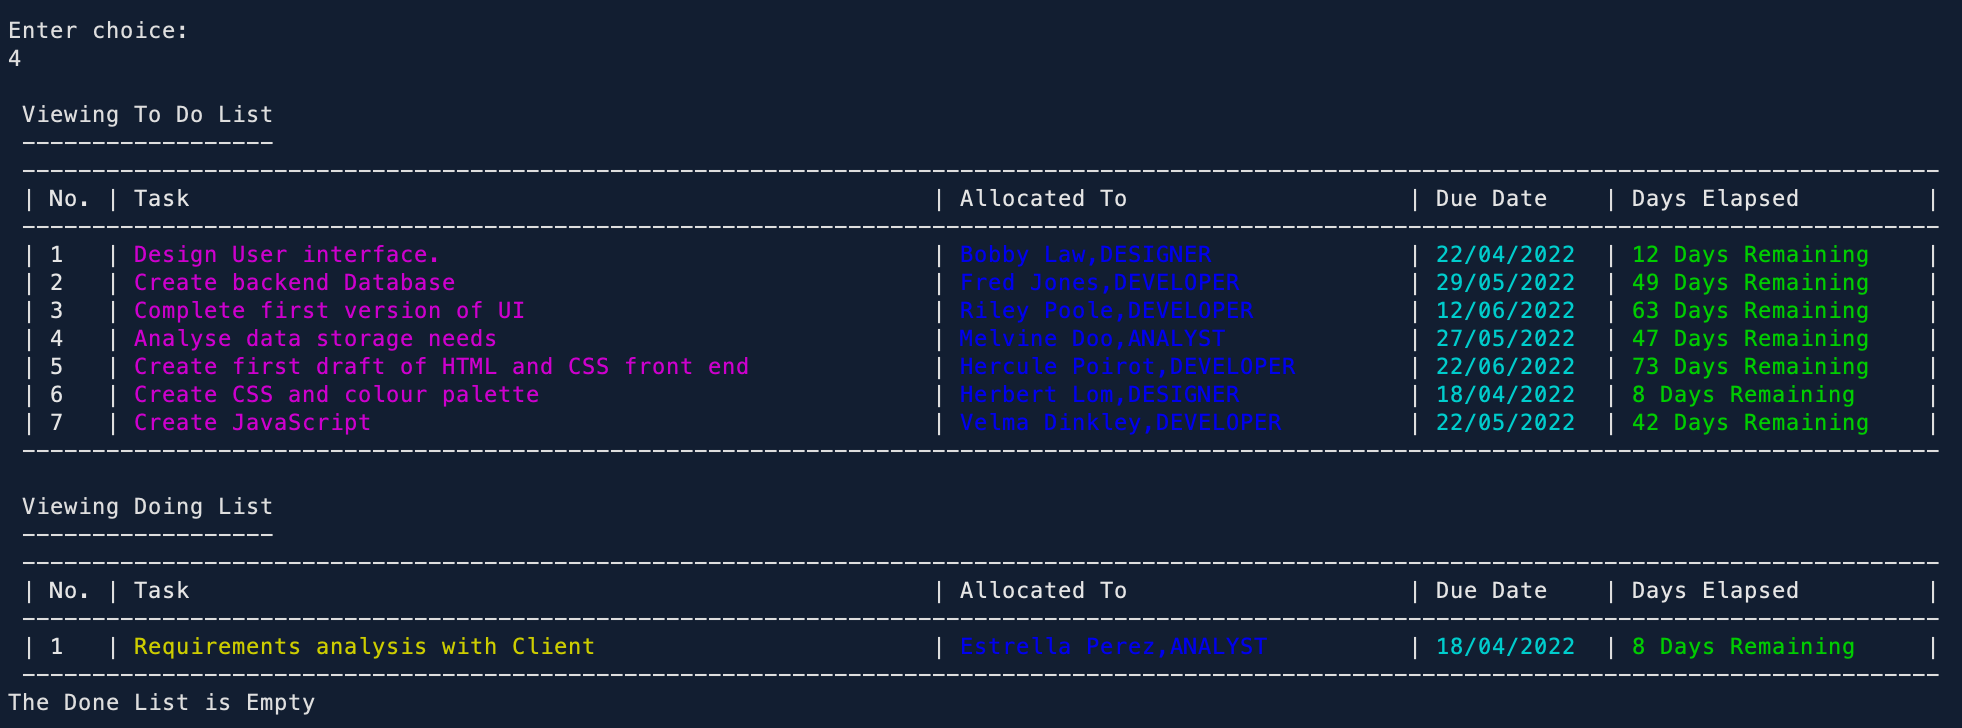 Enter choice:
4
Viewing To Do List
------------------
-----------------------------------------------------------------------------------------------------------------------------------------
| No. | Task | Allocated To | Due Date | Days Elapsed |
-----------------------------------------------------------------------------------------------------------------------------------------
| 1 | Design User interface. | Bobby Law,DESIGNER | 22/04/2022 | 12 Days Remaining |
| 2 | Create backend Database | Fred Jones,DEVELOPER | 29/05/2022 | 49 Days Remaining |
| 3 | Complete first version of UI | Riley Poole,DEVELOPER | 12/06/2022 | 63 Days Remaining |
| 4 | Analyse data storage needs | Melvine Doo,ANALYST | 27/05/2022 | 47 Days Remaining |
| 5 | Create first draft of HTML and CSS front end | Hercule Poirot,DEVELOPER | 22/06/2022 | 73 Days Remaining |
| 6 | Create CSS and colour palette | Herbert Lom,DESIGNER | 18/04/2022 | 8 Days Remaining |
| 7 | Create JavaScript | Velma Dinkley,DEVELOPER | 22/05/2022 | 42 Days Remaining |
-----------------------------------------------------------------------------------------------------------------------------------------
Viewing Doing List
------------------
-----------------------------------------------------------------------------------------------------------------------------------------
| No. | Task | Allocated To | Due Date | Days Elapsed |
-----------------------------------------------------------------------------------------------------------------------------------------
| 1 | Requirements analysis with Client | Estrella Perez,ANALYST | 18/04/2022 | 8 Days Remaining |
-----------------------------------------------------------------------------------------------------------------------------------------
The Done List is Empty